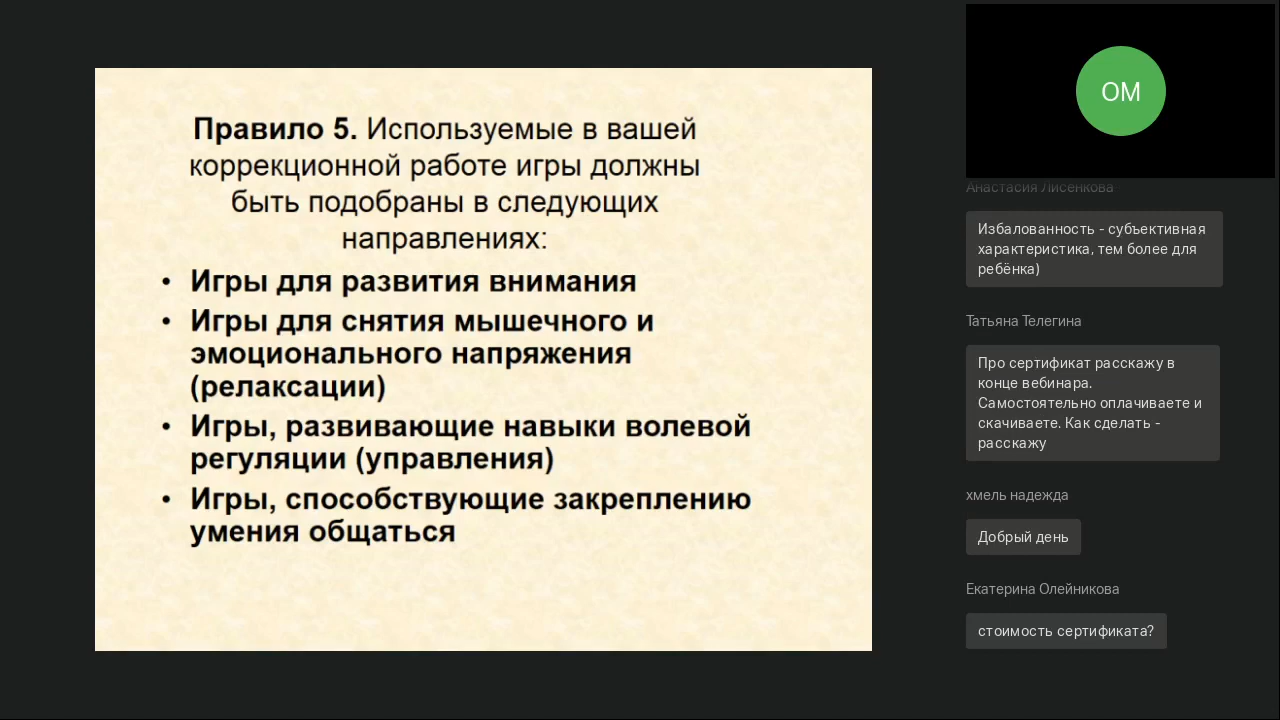 Правило 5. Используемые в вашей
коррекционной работе игры должны
быть подобраны в следующих
направлениях:
• Игры для развития внимания
• Игры для снятия мышечного и
эмоционального напряжения
(релаксации)
• Игры, развивающие навыки волевой
регуляции (управления)
• Игры, способствующие закреплению
умения общаться
ОМ
Анастасия Лисенкова
Избалованность - субъективная
характеристика, тем более для
ребёнка)
Татьяна Телегина
Про сертификат расскажу в
конце вебинара.
Самостоятельно оплачиваете и
скачиваете. Как сделать -
расскажу
хмель надежда
Добрый день
Екатерина Олейникова
стоимость сертификата?